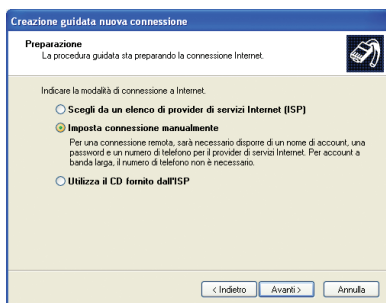 Creazione guidata nuova connessione
Preparazione
La procedura guidata sta preparando la connessione Internet.
Indicare la modalità di connessione a Internet.
Scegli da un elenco di provider di servizi Internet (ISP)
Imposta connessione manualmente
Per una connessione remota, sarà necessario disporre di un nome di account, una
password e un numero di telefono per il provider di servizi Internet. Per account a
banda larga, il numero di telefono non è necessario.
Utilizza il CD fornito dall'ISP
< Indietro
Avanti >
Annulla